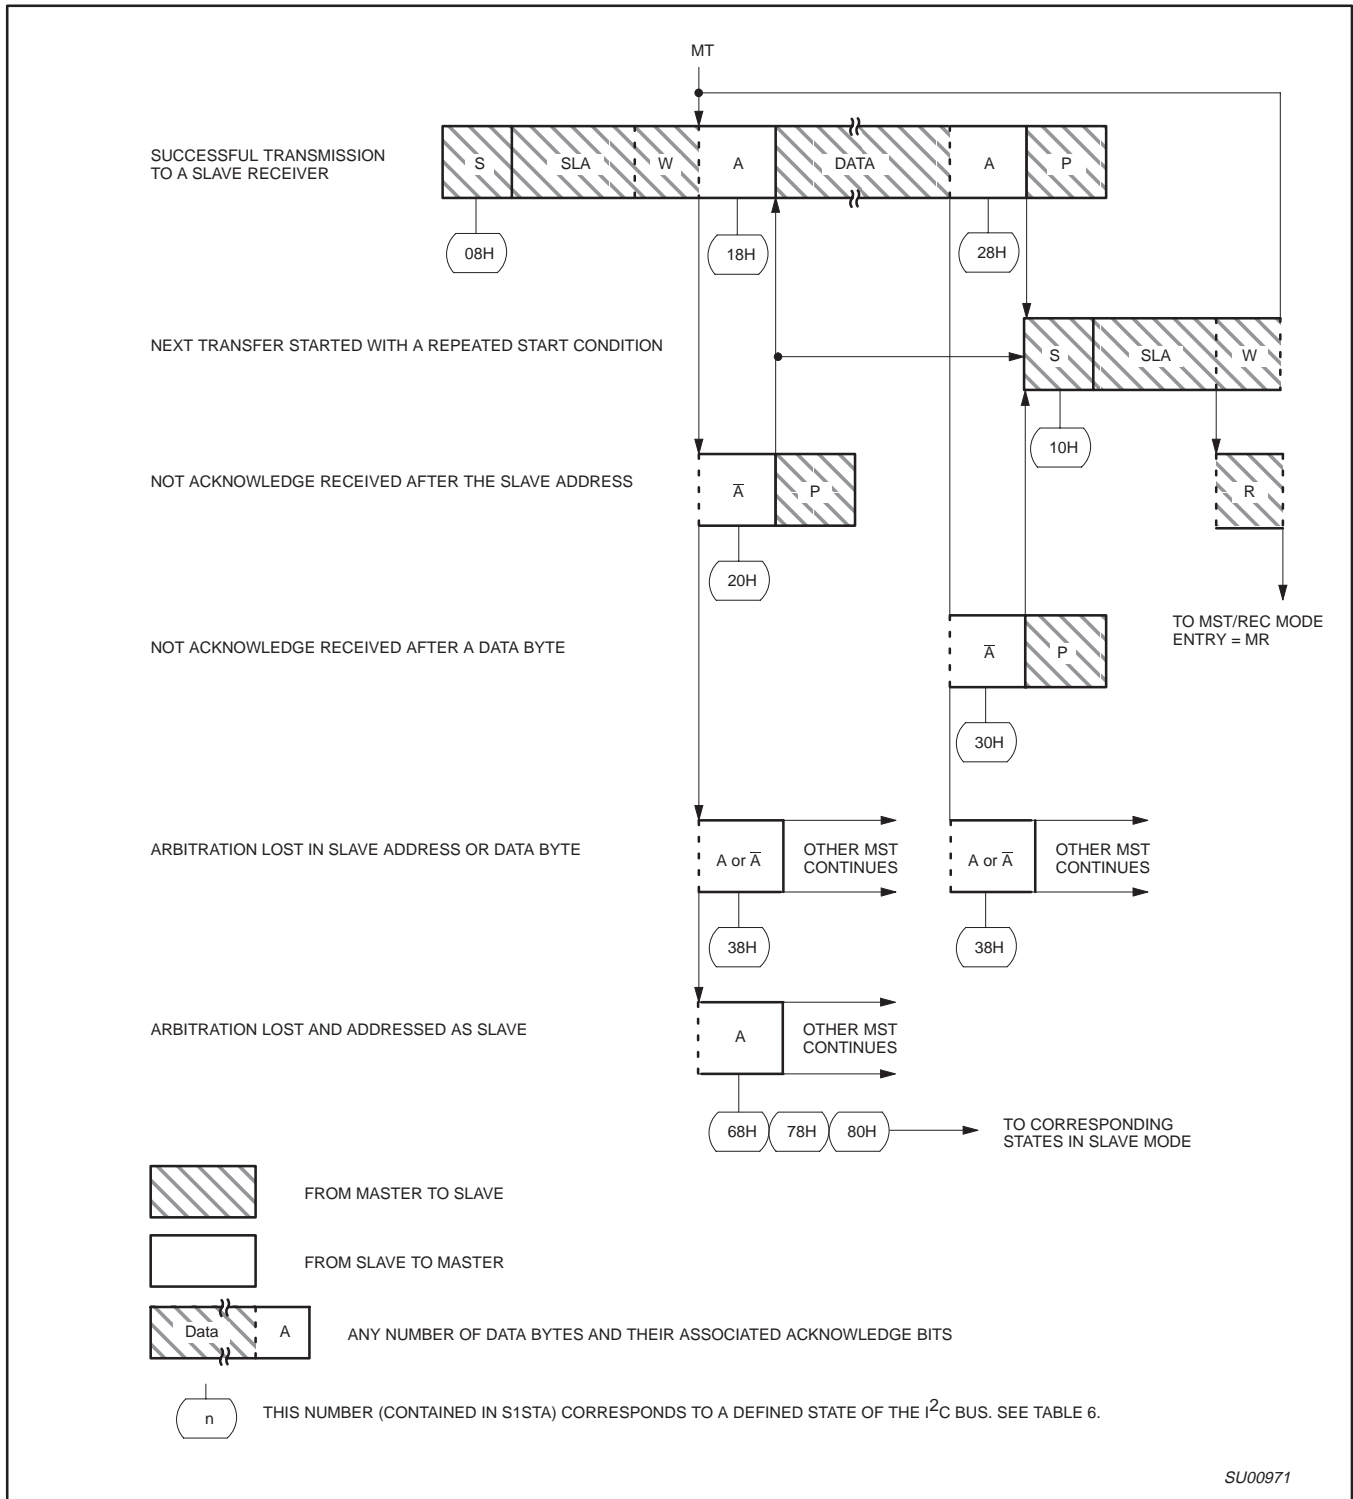 MT
SUCCESSFUL TRANSMISSION
TO A SLAVE RECEIVER
S SLA W A DATA A P
08H 18H 28H
NEXT TRANSFER STARTED WITH A REPEATED START CONDITION
S SLA W
10H
NOT ACKNOWLEDGE RECEIVED AFTER THE SLAVE ADDRESS
A̅ P R
20H
TO MST/REC MODE
ENTRY = MR
NOT ACKNOWLEDGE RECEIVED AFTER A DATA BYTE
A̅ P
30H
ARBITRATION LOST IN SLAVE ADDRESS OR DATA BYTE
A or A̅ OTHER MST
CONTINUES
A or A̅ OTHER MST
CONTINUES
38H 38H
ARBITRATION LOST AND ADDRESSED AS SLAVE
A OTHER MST
CONTINUES
68H 78H 80H
TO CORRESPONDING
STATES IN SLAVE MODE
FROM MASTER TO SLAVE
FROM SLAVE TO MASTER
Data A ANY NUMBER OF DATA BYTES AND THEIR ASSOCIATED ACKNOWLEDGE BITS
n THIS NUMBER (CONTAINED IN S1STA) CORRESPONDS TO A DEFINED STATE OF THE I²C BUS. SEE TABLE 6.
SU00971